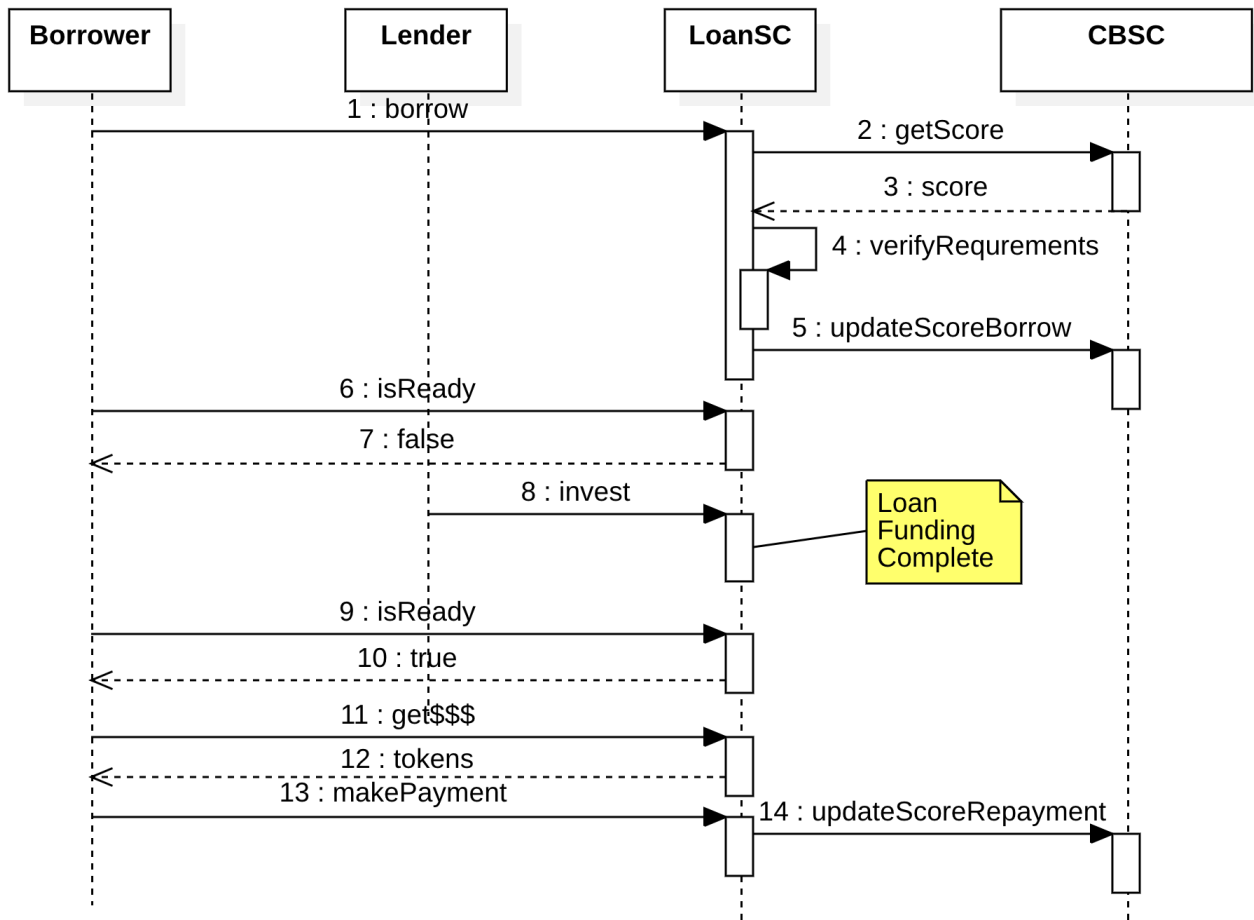 Borrower
Lender
LoanSC
CBSC
1 : borrow
2 : getScore
3 : score
4 : verifyRequrements
5 : updateScoreBorrow
6 : isReady
7 : false
8 : invest
Loan
Funding
Complete
9 : isReady
10 : true
11 : get$$$
12 : tokens
13 : makePayment
14 : updateScoreRepayment